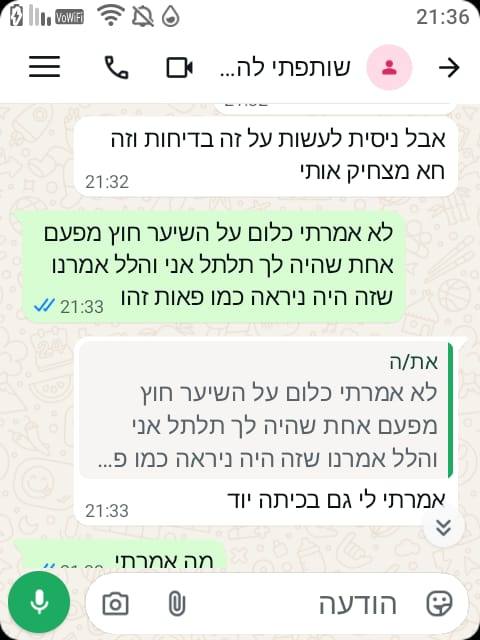 VoWiFi
21:36
שותפתי לה...
אבל ניסית לעשות על זה בדיחות וזה
חא מצחיק אותי
21:32
לא אמרתי כלום על השיער חוץ מפעם
אחת שהיה לך תלתל אני והלל אמרנו
שזה היה ניראה כמו פאות זהו
21:33
את/ה
לא אמרתי כלום על השיער חוץ
מפעם אחת שהיה לך תלתל אני
והלל אמרנו שזה היה ניראה כמו פ...
אמרתי לי גם בכיתה יוד
21:33
מה אמרתי
הודעה